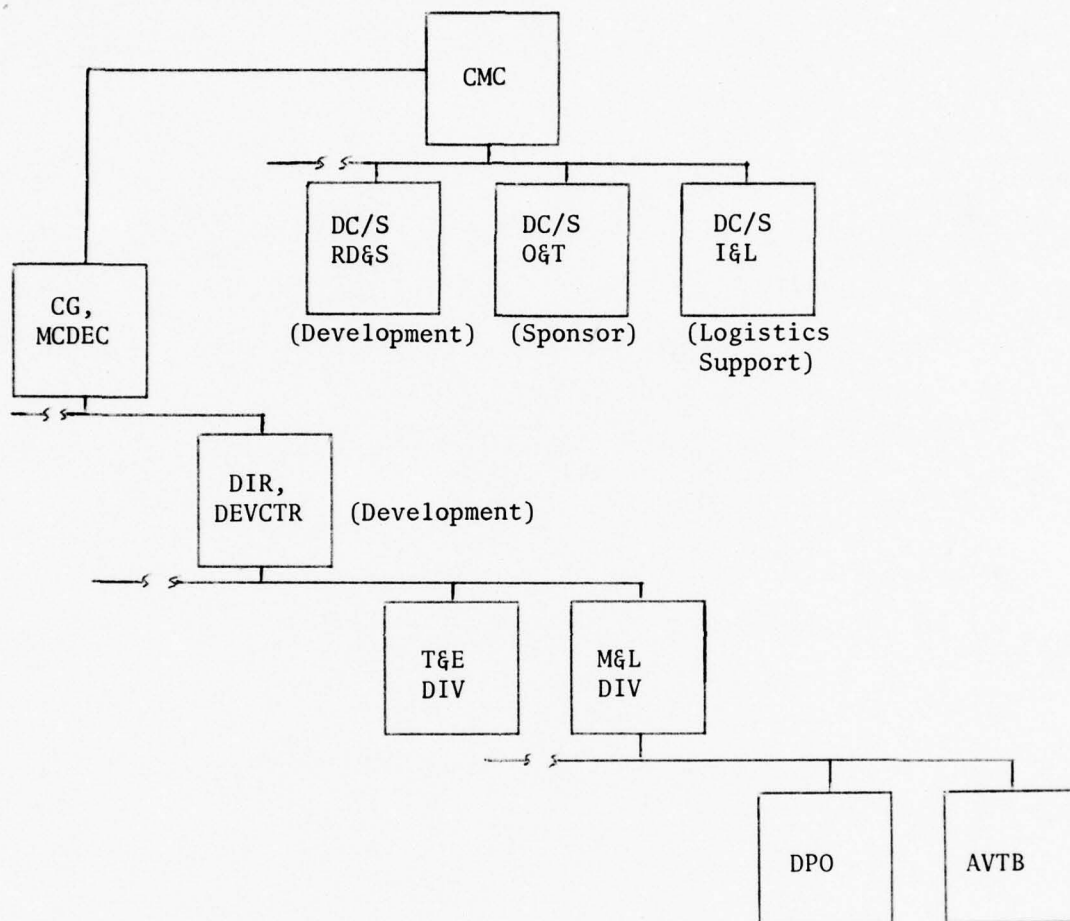 CMC
DC/S
RD&S
DC/S
O&T
DC/S
I&L
(Development)
(Sponsor)
(Logistics
Support)
CG,
MCDEC
DIR,
DEVCTR
(Development)
T&E
DIV
M&L
DIV
DPO
AVTB